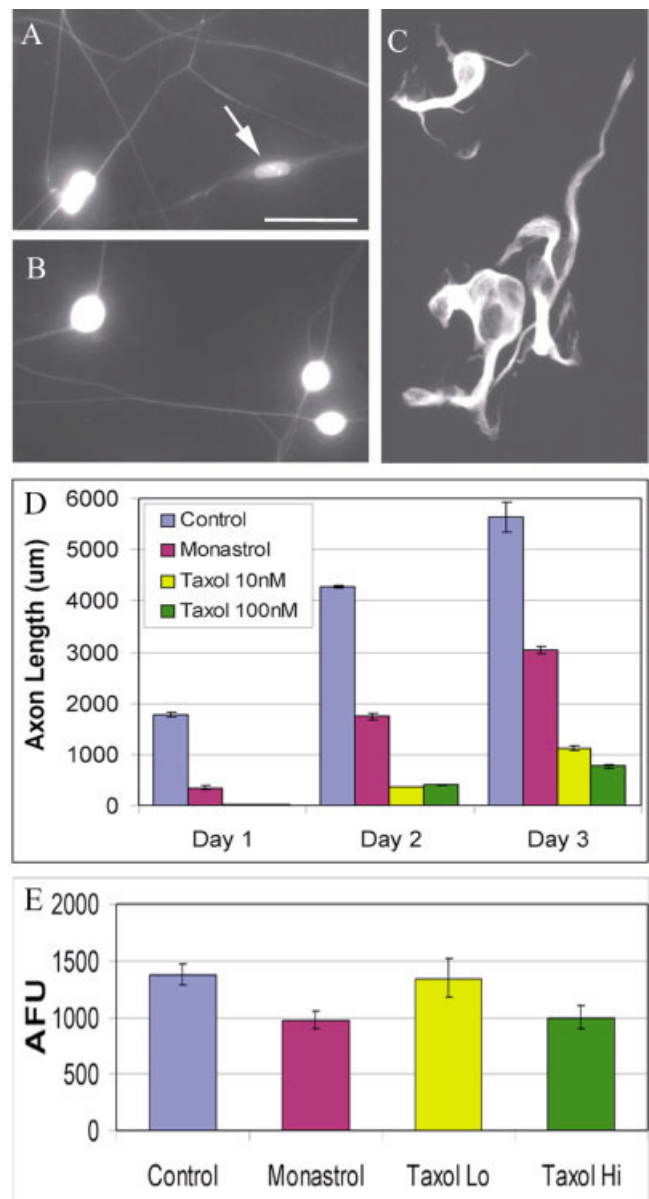 A
B
C
D
Axon Length (um)
6000
5000
4000
3000
2000
1000
0
Control
Monastrol
Taxol 10nM
Taxol 100nM
Day 1 Day 2 Day 3
E
AFU
2000
1500
1000
500
0
Control Monastrol Taxol Lo Taxol Hi